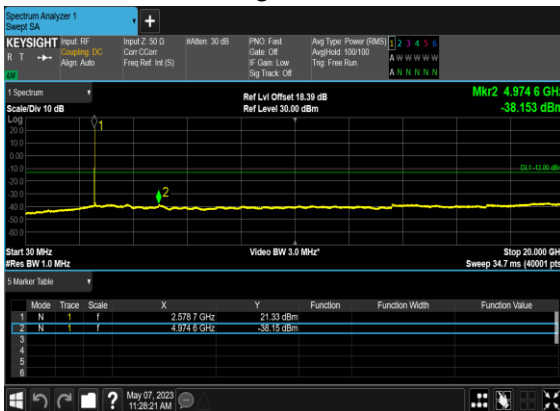 Spectrum Analyzer 1
Swept SA
KEYSIGHT
R T
LV
Input: RF
Coupling: DC
Align: Auto
Input Z: 50 Ω
Corr CCorr
Freq Ref: Int (S)
#Atten: 30 dB
PNO: Fast
Gate: Off
IF Gain: Low
Sig Track: Off
Avg Type: Power (RMS)
Avg|Hold: 100/100
Trig: Free Run
1 2 3 4 5 6
A W W W W W
A N N N N N
1 Spectrum
Scale/Div 10 dB
Ref Lvl Offset 18.39 dB
Ref Level 30.00 dBm
Mkr2 4.974 6 GHz
-38.153 dBm
Log
20.0
10.0
0.00
-10.0
-20.0
-30.0
-40.0
-50.0
-60.0
1
2
DL1 -13.00 dBm
Start 30 MHz
#Res BW 1.0 MHz
Video BW 3.0 MHz*
Stop 20.000 GHz
Sweep 34.7 ms (40001 pts)
5 Marker Table
Mode Trace Scale X Y Function Function Width Function Value
1 N 1 f 2.578 7 GHz 21.33 dBm
2 N 1 f 4.974 6 GHz -38.15 dBm
3
4
5
6
?
May 07, 2023
11:28:21 AM